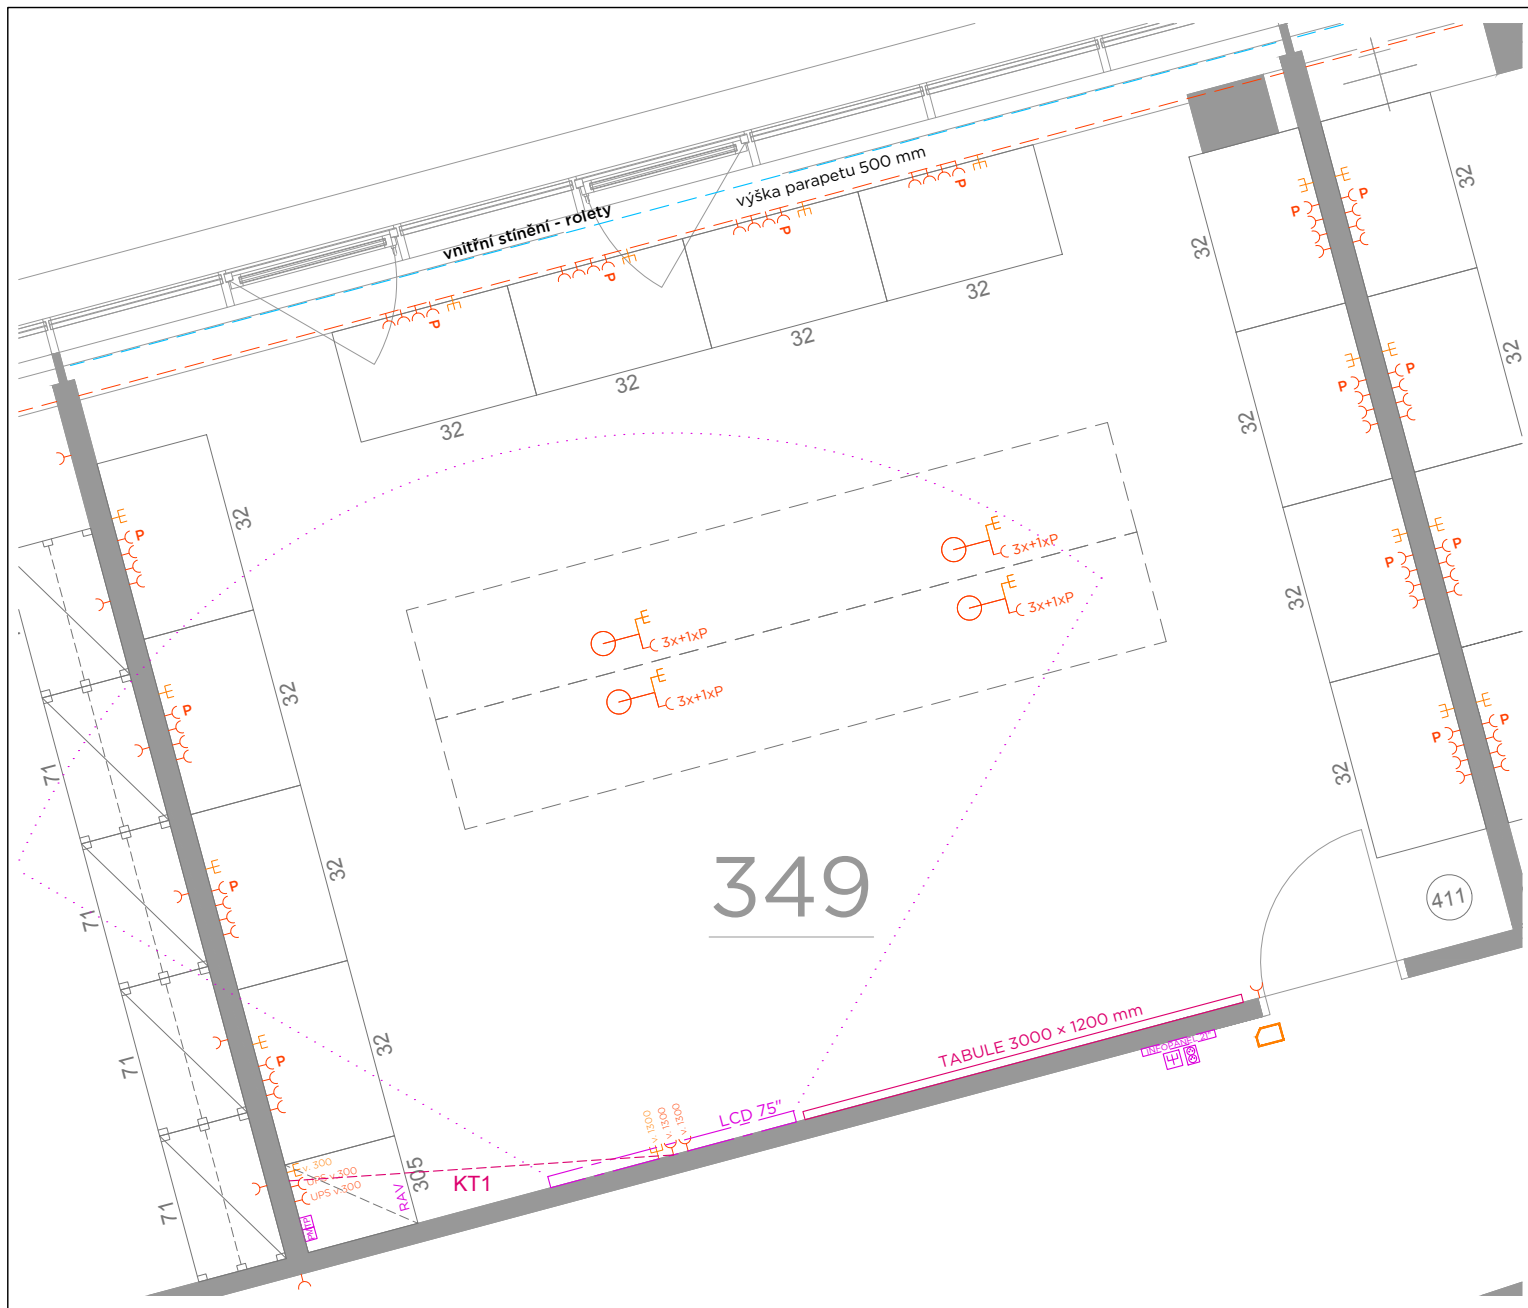 výška parapetu 500 mm
vnitřní stínění - rolety
P
P
P
P
32
32
32
32
P
P
32
32
P
P
32
32
P
P
32
P
P
32
P
32
P
32
P
32
P
32
3x+1xP
3x+1xP
3x+1xP
3x+1xP
71
71
71
71
349
411
TABULE 3000 × 1200 mm
INFOPANEL 21"
LCD 75"
v 1300
v 1300
v 1300
v. 300
UPS v.300
UPS v.300
RAV
305
KT1